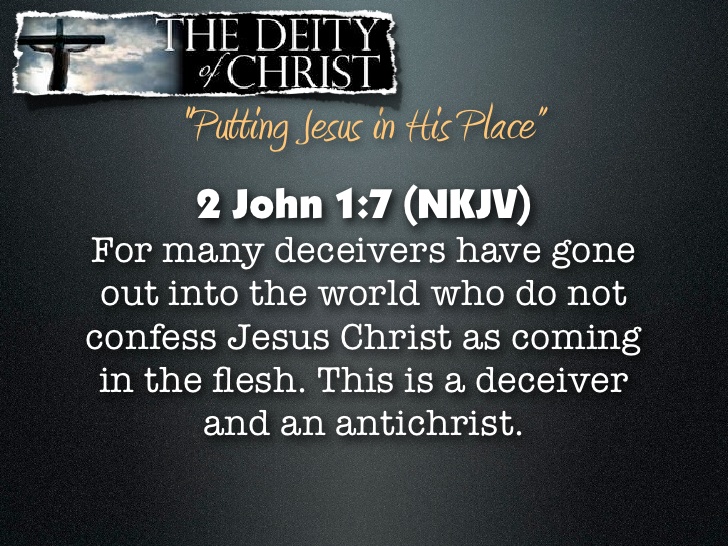 THE DEITY
of CHRIST
"Putting Jesus in His Place"
2 John 1:7 (NKJV)
For many deceivers have gone
out into the world who do not
confess Jesus Christ as coming
in the flesh. This is a deceiver
and an antichrist.